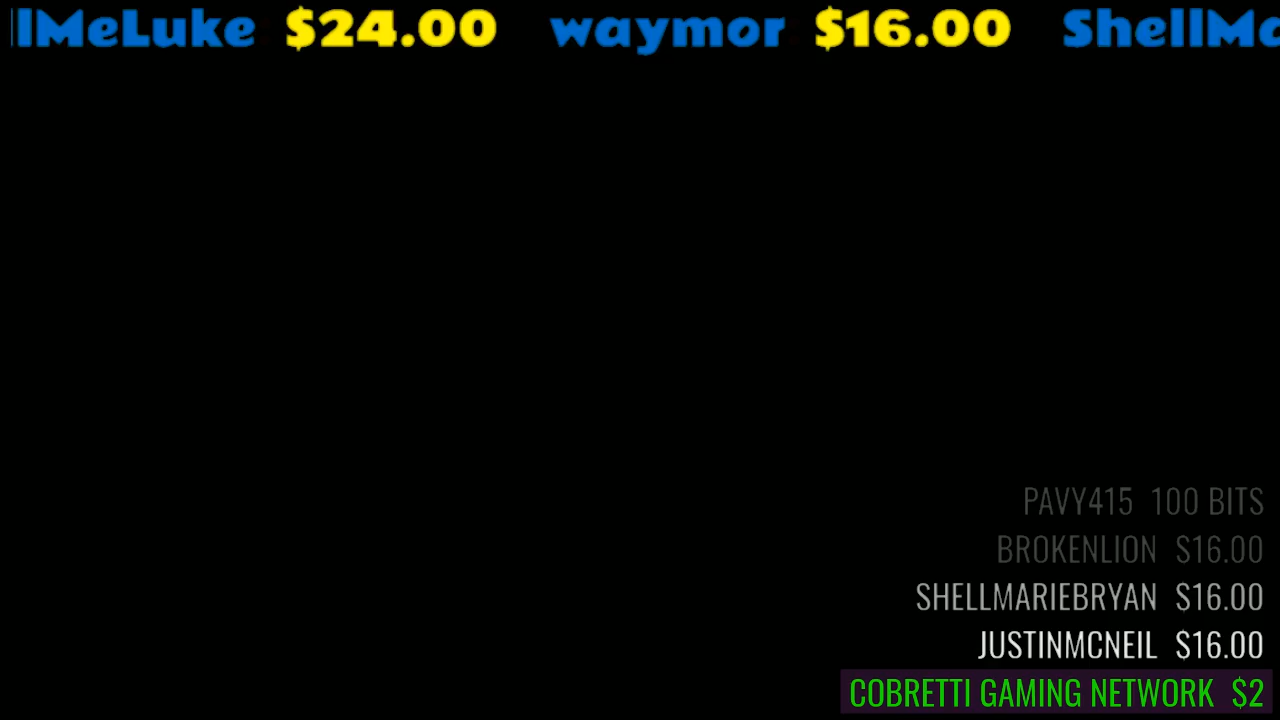 lMeLuke $24.00 waymor $16.00 ShellMa
PAVY415 100 BITS
BROKENLION $16.00
SHELLMARIEBRYAN $16.00
JUSTINMCNEIL $16.00
COBRETTI GAMING NETWORK $2